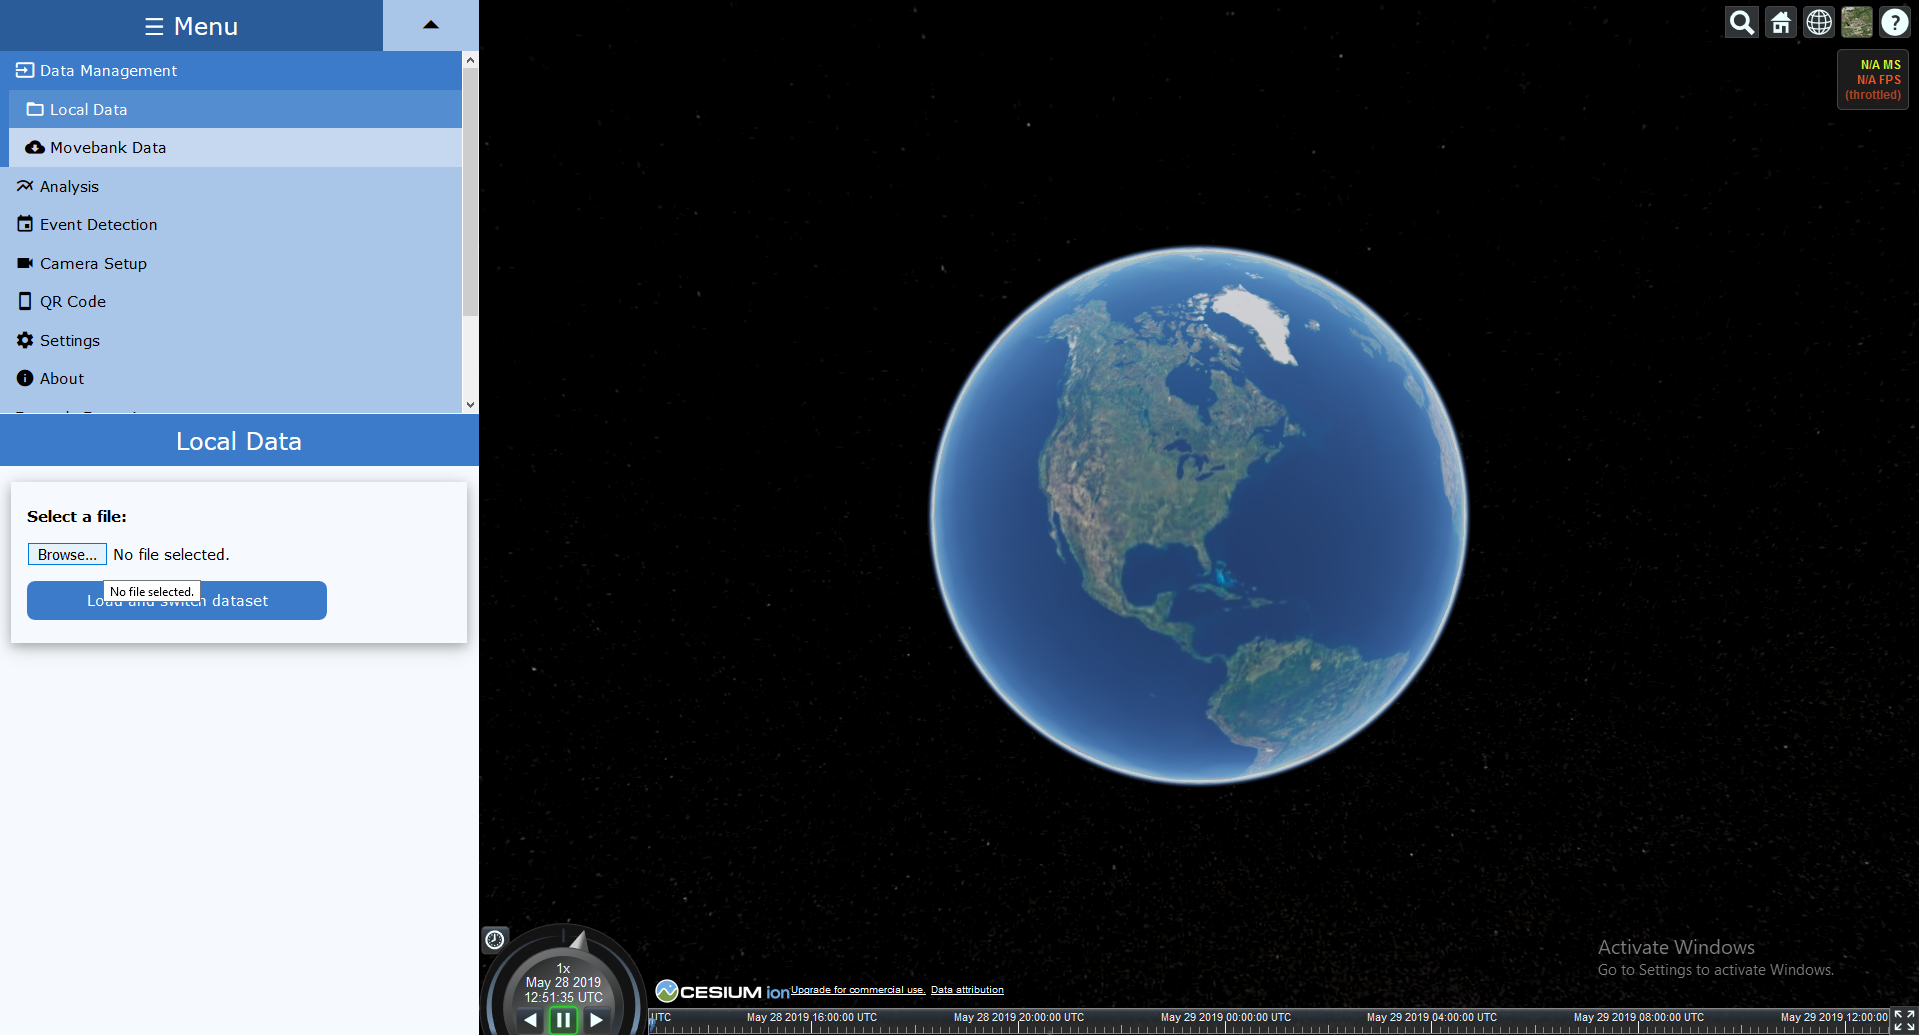 ☰ Menu
Data Management
Local Data
Movebank Data
Analysis
Event Detection
Camera Setup
QR Code
Settings
About
Local Data
Select a file:
Browse... No file selected.
No file selected.
Load and switch dataset
N/A MS
N/A FPS
(throttled)
1x
May 28 2019
12:51:35 UTC
CESIUM ion Upgrade for commercial use. Data attribution
Activate Windows
Go to Settings to activate Windows.
UTC May 28 2019 16:00:00 UTC May 28 2019 20:00:00 UTC May 29 2019 00:00:00 UTC May 29 2019 04:00:00 UTC May 29 2019 08:00:00 UTC May 29 2019 12:00:00